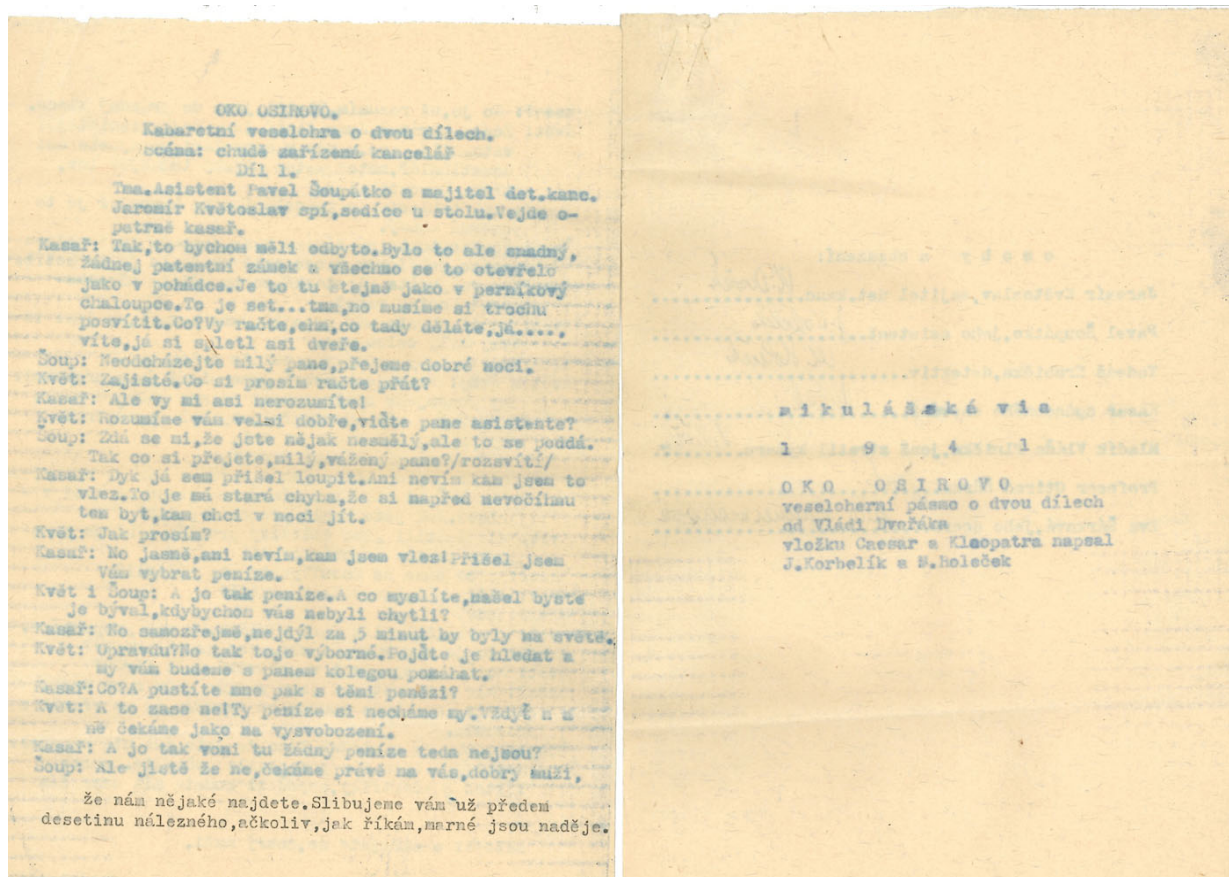 OKO OSIROVO.
Kabaretní veselohra o dvou dílech.
scéna: chudě zařízená kancelář
Díl 1.
Tma.Asistent Pavel Šoupátko a majitel det.kanc.
Jaromír Květoslav spí,sedíce u stolu.Vejde o-
patrně kasař.
Kasař: Tak,to bychom měli odbyto.Bylo to ale snadný,
žádnej patentní zámek a všechno se to otevřelo
jako v pohádce.Je to tu stejně jako v perníkový
chaloupce.To je set...tma,no musíme si trochu
posvítit.Co?Vy račte,ehm,co tady děláte,já....
víte,já si spletl asi dveře.
Šoup: Neodcházejte milý pane,přejeme dobré noci.
Květ: Zajisté.Co si prosím račte přát?
Kasař: Ale vy mi asi nerozumíte!
Květ: Rozumíme vám velmi dobře,viďte pane asistente?
Šoup: Zdá se mi,že jste nějak nesmělý,ale to se poddá.
Tak co si přejete,milý,vážený pane?/rozsvítí/
Kasař: Dyk já sem přišel loupit.Ani nevím kam jsem to
vlez.To je má stará chyba,že si napřed nevočíhnu
ten byt,kam chci v noci jít.
Květ: Jak prosím?
Kasař: No jasně,ani nevím,kam jsem vlez!Přišel jsem
Vám vybrat peníze.
Květ i Šoup: A jo tak peníze.A co myslíte,našel byste
je býval,kdybychom vás nebyli chytli?
Kasař: No samozřejmě,nejdýl za 5 minut by byly na světě.
Květ: Opravdu?No tak toje výborné.Pojďte je hledat a
my vám budeme s panem kolegou pomáhat.
Kasař:Co?A pustíte mne pak s těmi penězi?
Květ: A to zase ne!Ty peníze si necháme my.Vždyť n a
ně čekáme jako na vysvobození.
Kasař: A jo tak voni tu žádný peníze teda nejsou?
Šoup: Ale jistě že ne,čekáme právě na vás,dobrý muži,
že nám nějaké najdete.Slibujeme vám už předem
desetinu nálezného,ačkoliv,jak říkám,marné jsou naděje.
mikulášská vie
1 9 4 1
OKO OSIROVO
veseloherní pásmo o dvou dílech
od Vládi Dvořáka
vložku Caesar a Kleopatra napsal
J.Korbelík a M.Holeček